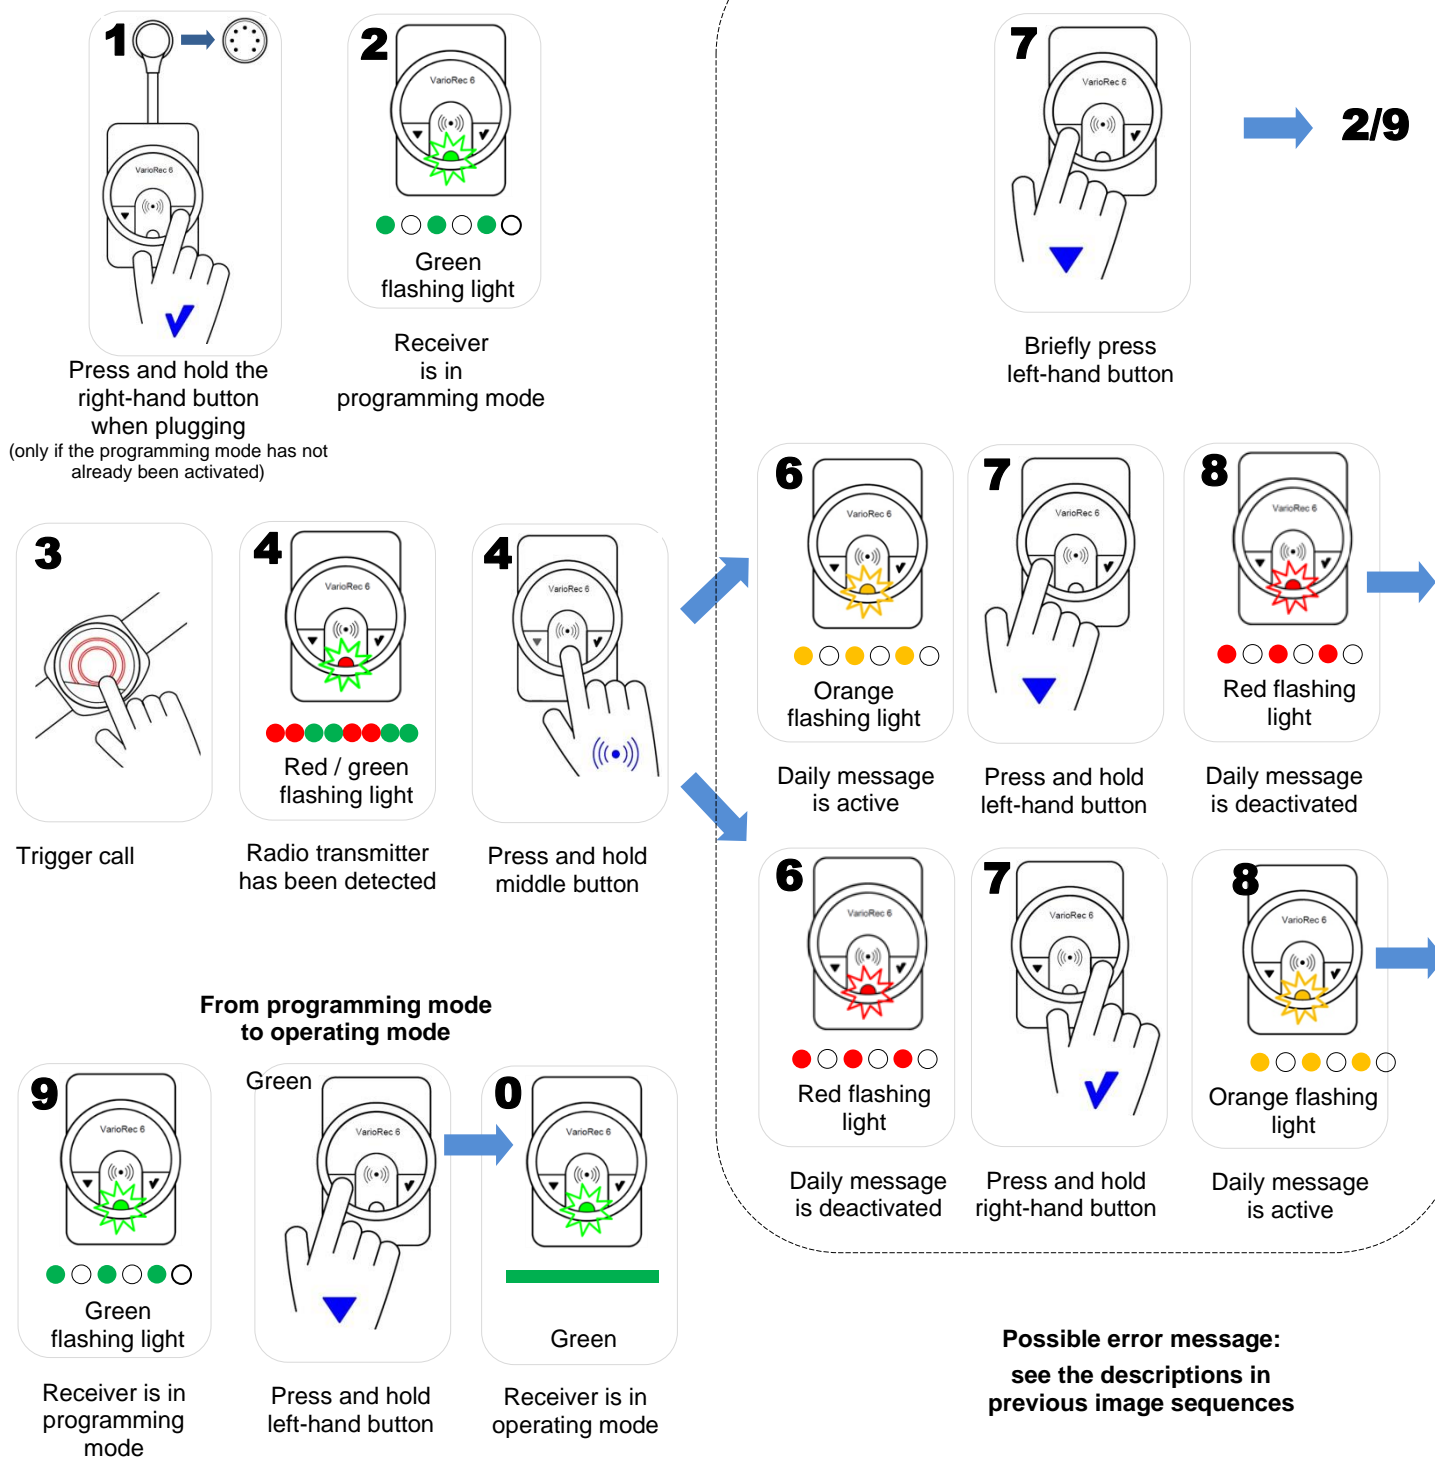 1
VarioRec 6
Press and hold the
right-hand button
when plugging
(only if the programming mode has not
already been activated)
2
VarioRec 6
Green
flashing light
Receiver
is in
programming mode
7
VarioRec 6
2/9
Briefly press
left-hand button
3
Trigger call
4
VarioRec 6
Red / green
flashing light
Radio transmitter
has been detected
4
VarioRec 6
Press and hold
middle button
6
VarioRec 6
Orange
flashing light
Daily message
is active
7
VarioRec 6
Press and hold
left-hand button
8
VarioRec 6
Red flashing
light
Daily message
is deactivated
6
VarioRec 6
Red flashing
light
Daily message
is deactivated
7
VarioRec 6
Press and hold
right-hand button
8
VarioRec 6
Orange flashing
light
Daily message
is active
From programming mode
to operating mode
9
VarioRec 6
Green
flashing light
Receiver is in
programming
mode
Green
VarioRec 6
Press and hold
left-hand button
0
VarioRec 6
Green
Receiver is in
operating mode
Possible error message:
see the descriptions in
previous image sequences